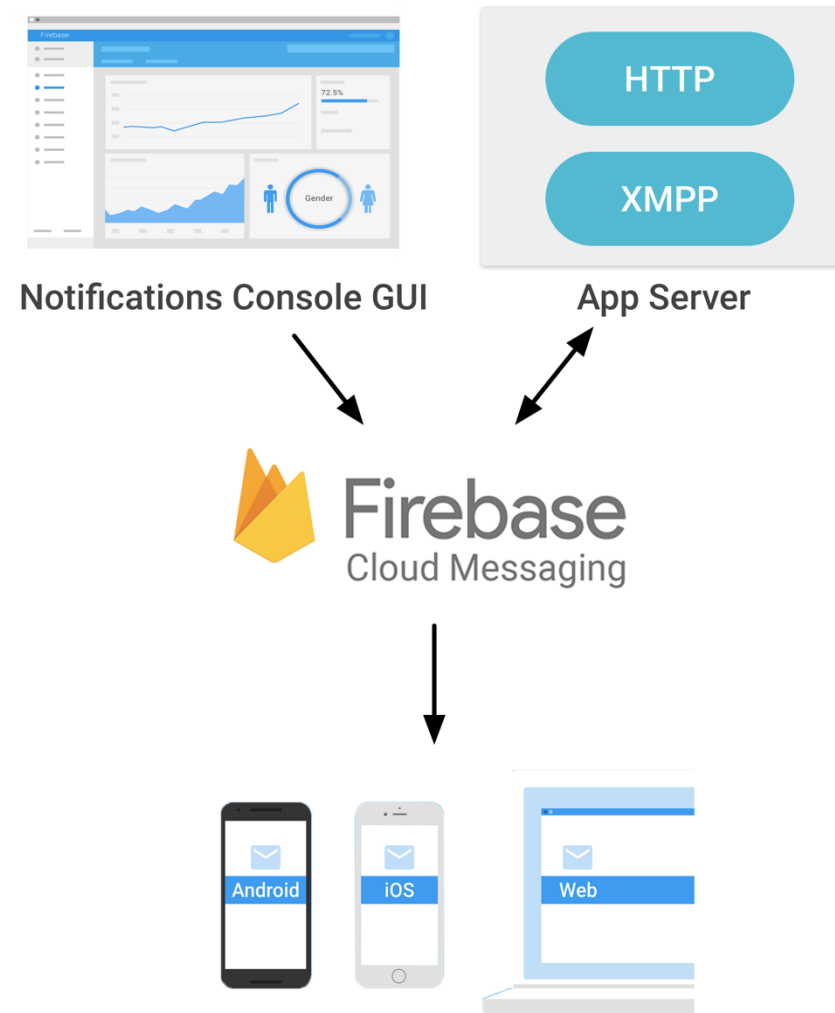 Firebase
72.5%
Gender
HTTP
XMPP
Notifications Console GUI
App Server
Firebase
Cloud Messaging
Android
iOS
Web